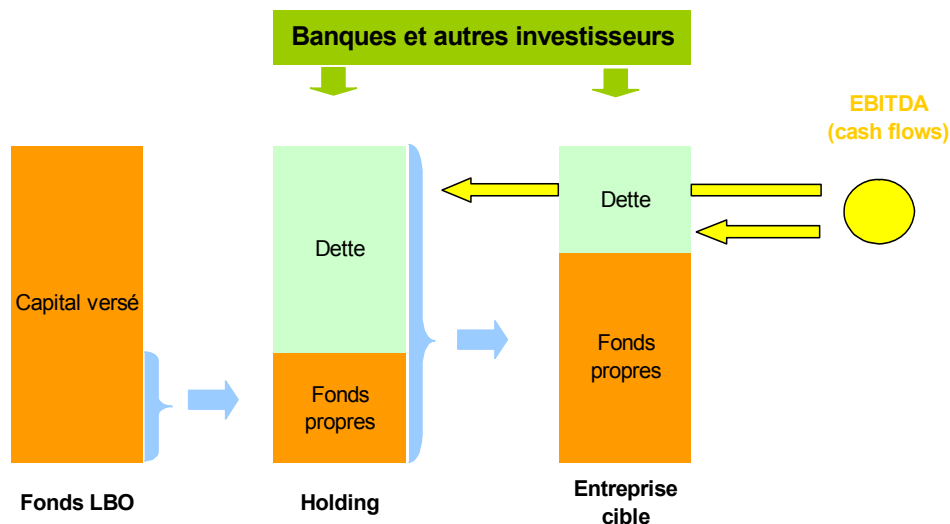 Banques et autres investisseurs
EBITDA
(cash flows)
Dette
Dette
Capital versé
Fonds
propres
Fonds
propres
Fonds LBO
Holding
Entreprise
cible